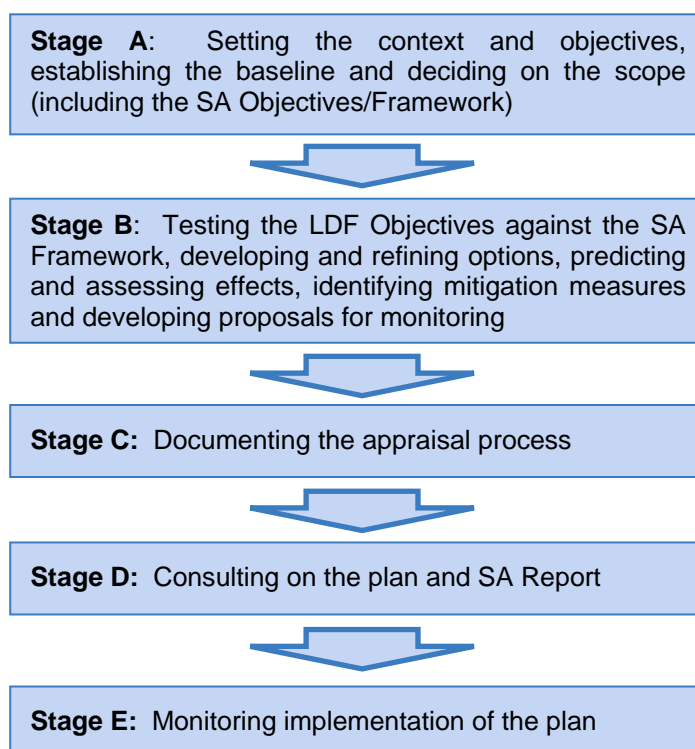 Stage A: Setting the context and objectives,
establishing the baseline and deciding on the scope
(including the SA Objectives/Framework)
Stage B: Testing the LDF Objectives against the SA
Framework, developing and refining options, predicting
and assessing effects, identifying mitigation measures
and developing proposals for monitoring
Stage C: Documenting the appraisal process
Stage D: Consulting on the plan and SA Report
Stage E: Monitoring implementation of the plan